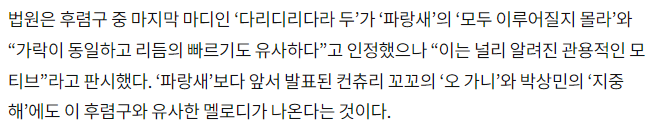 법원은 후렴구 중 마지막 마디인 ‘다리디리다라 두’가 ‘파랑새’의 ‘모두 이루어질지 몰라’와
“가락이 동일하고 리듬의 빠르기도 유사하다”고 인정했으나 “이는 널리 알려진 관용적인 모
티브”라고 판시했다. ‘파랑새’보다 앞서 발표된 컨츄리 꼬꼬의 ‘오 가니’와 박상민의 ‘지중
해’에도 이 후렴구와 유사한 멜로디가 나온다는 것이다.